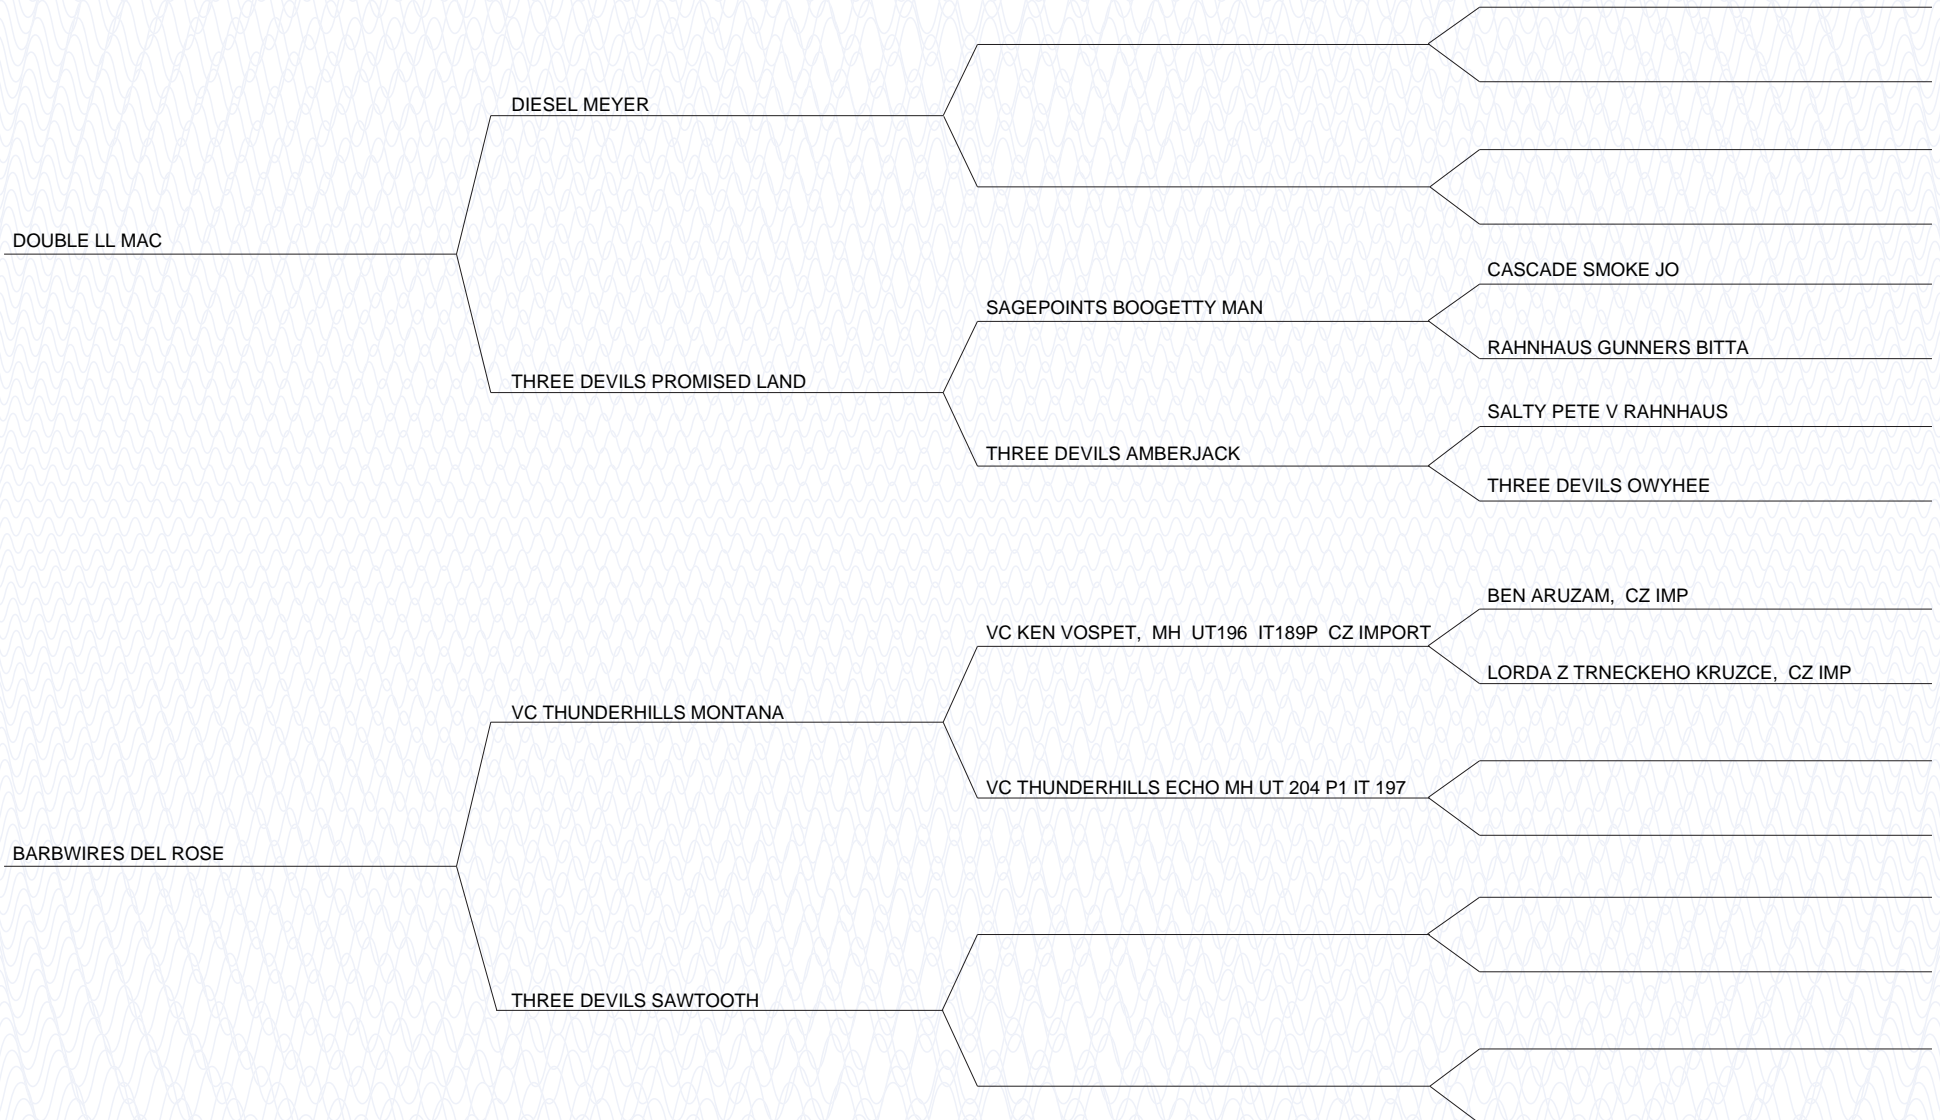 DIESEL MEYER
DOUBLE LL MAC
CASCADE SMOKE JO
SAGEPOINTS BOOGETTY MAN
RAHNHAUS GUNNERS BITTA
THREE DEVILS PROMISED LAND
SALTY PETE V RAHNHAUS
THREE DEVILS AMBERJACK
THREE DEVILS OWYHEE
BEN ARUZAM,  CZ IMP
VC KEN VOSPET,  MH  UT196  IT189P  CZ IMPORT
LORDA Z TRNECKEHO KRUZCE,  CZ IMP
VC THUNDERHILLS MONTANA
VC THUNDERHILLS ECHO MH UT 204 P1 IT 197
BARBWIRES DEL ROSE
THREE DEVILS SAWTOOTH